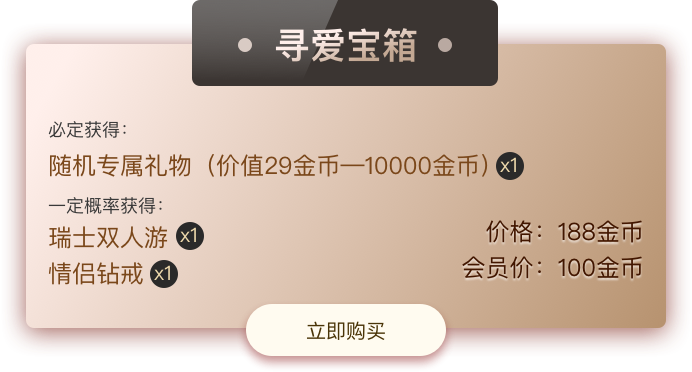 寻爱宝箱
必定获得：
随机专属礼物（价值29金币—10000金币）x1
一定概率获得：
瑞士双人游 x1
情侣钻戒 x1
价格：188金币
会员价：100金币
立即购买